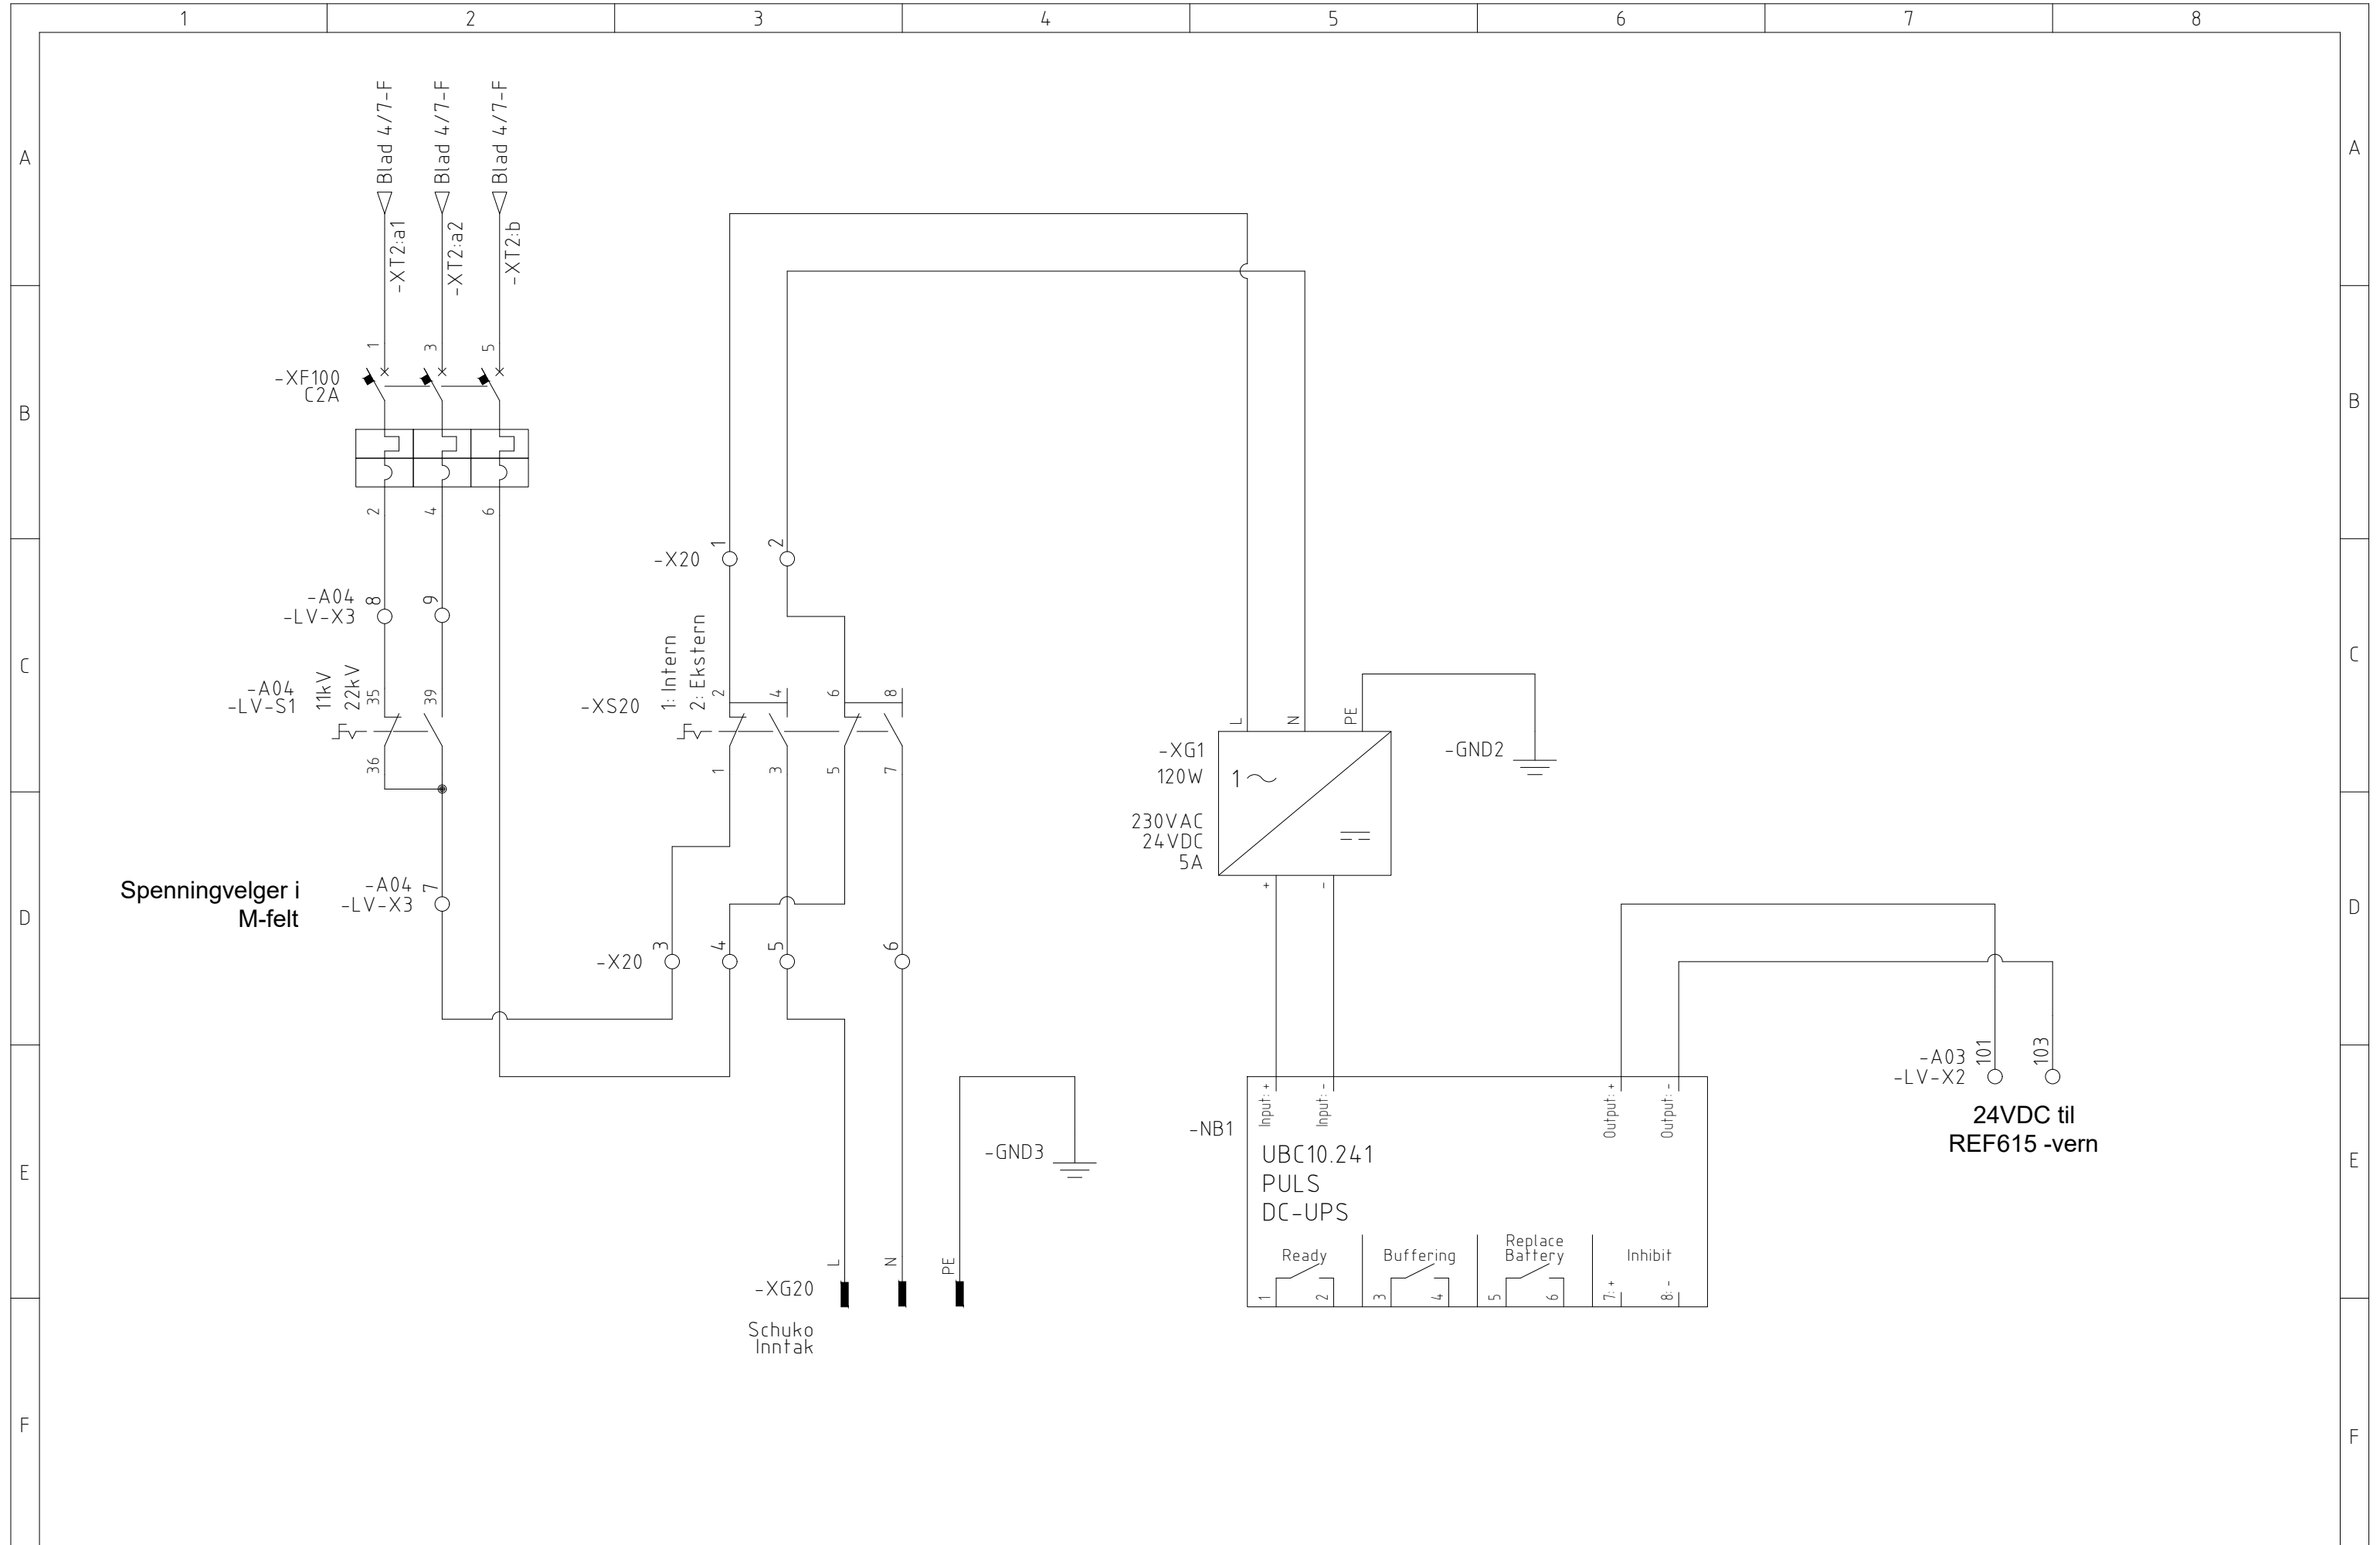 1 2 3 4 5 6 7 8
A A
Blad 4/7-F
Blad 4/7-F
Blad 4/7-F
-XT2:a1
-XT2:a2
-XT2:b
B B
1 3 5
-XF100
C2A
2 4 6
C C
-X20 1 2
-A04
-LV-X3 8 9
1: Intern
2: Ekstern
-A04
-LV-S1
11kV
22kV
35 39
36
-XS20
2 4 6 8
1 3 5 7
L N PE
-XG1
120W
1
230VAC
24VDC
5A
+ -
-GND2
D D
Spenningvelger i
M-felt
-A04
-LV-X3 7
-X20 3 4 5 6
E E
-A03
-LV-X2 101 103
24VDC til
REF615 -vern
-GND3
-NB1
Input: + Input: - Output: + Output: -
UBC10.241
PULS
DC-UPS
Ready Buffering Replace
Battery Inhibit
1 2 3 4 5 6 7: + 8: -
L N PE
-XG20
Schuko
Inntak
F F